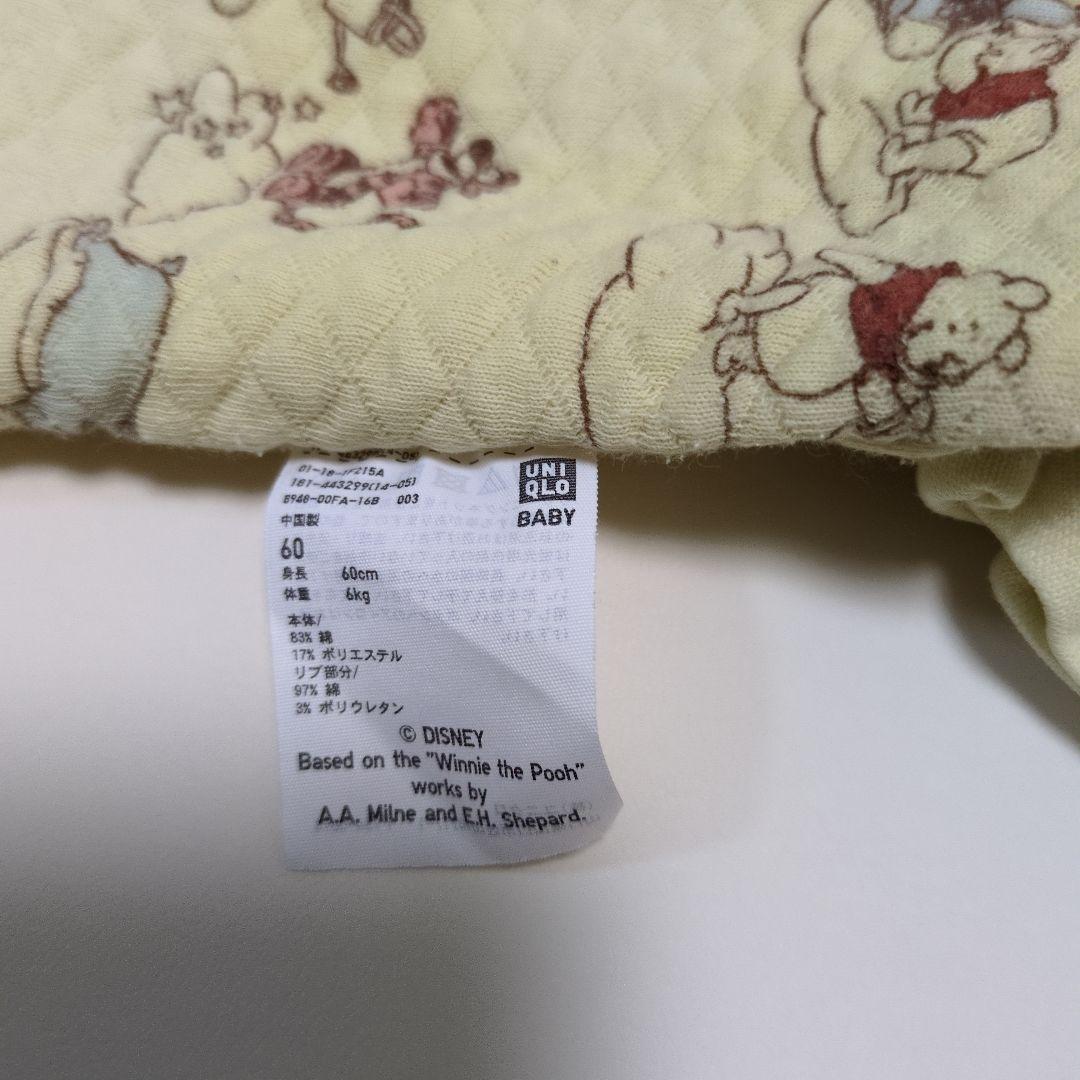 01-18-1F215A
181-443299(14-05)
8948-00FA-16B 003
UNI
QLO
BABY
中国製
60
身長 60cm
体重 6kg
本体/
83% 綿
17% ポリエステル
リブ部分/
97% 綿
3% ポリウレタン
© DISNEY
Based on the "Winnie the Pooh"
works by
A.A. Milne and E.H. Shepard.